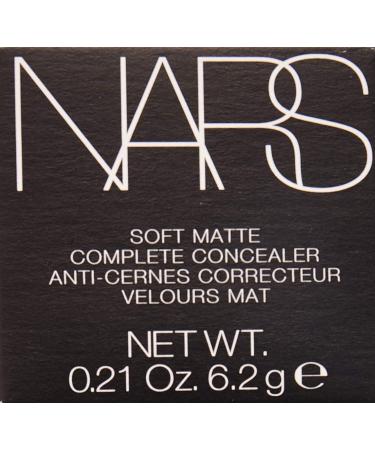 NARS
SOFT MATTE
COMPLETE CONCEALER
ANTI-CERNES CORRECTEUR
VELOURS MAT
NET WT.
0.21 Oz. 6.2 g ℮